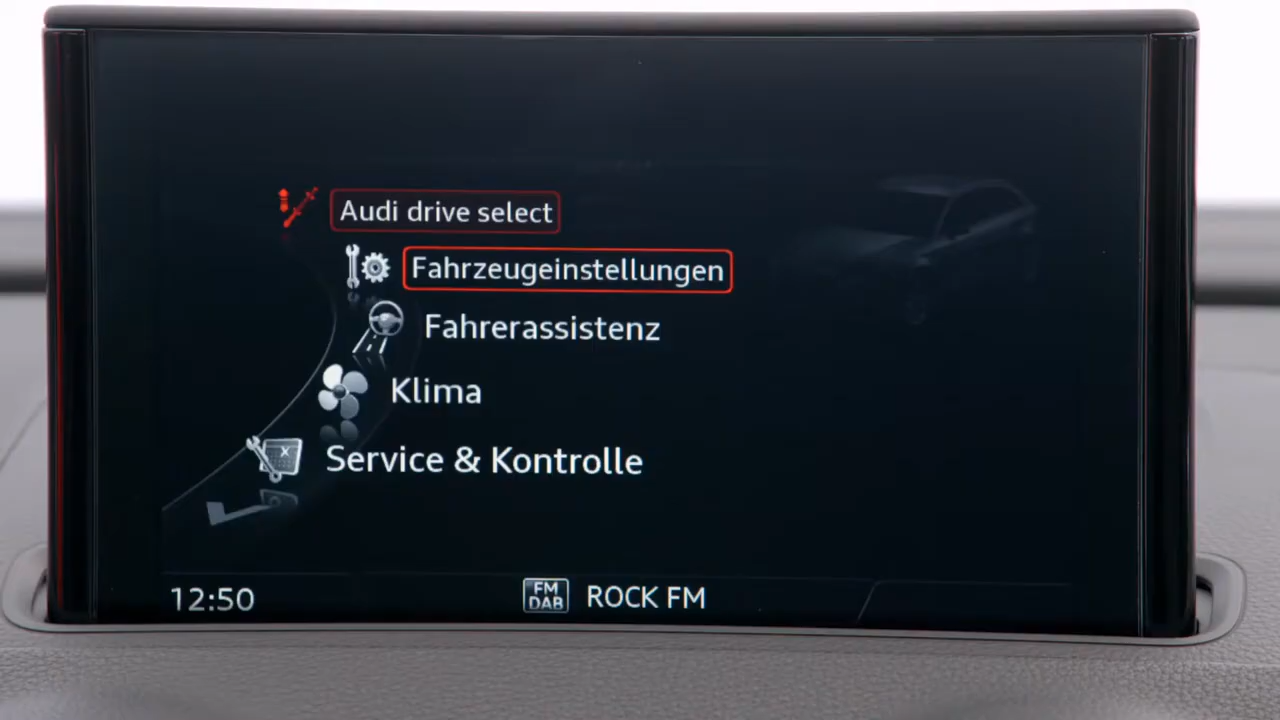 Audi drive select
Fahrzeugeinstellungen
Fahrerassistenz
Klima
Service & Kontrolle
12:50
FM
DAB
ROCK FM